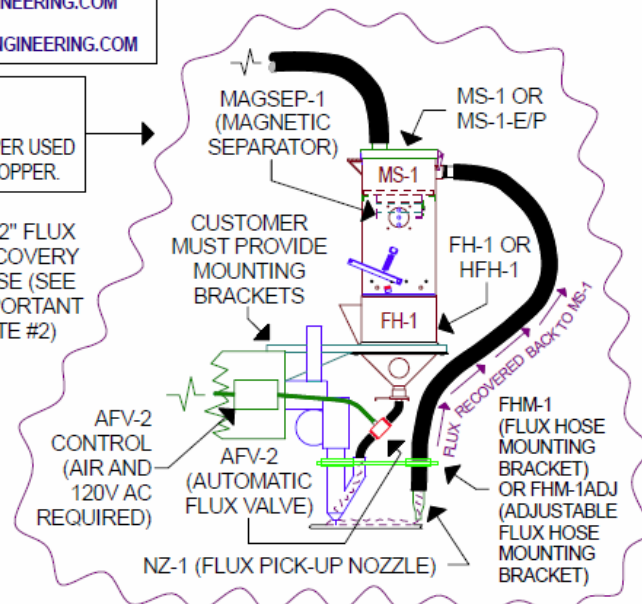 NEERING.COM
NGINEERING.COM
PER USED
OPPER.
2" FLUX
COVERY
SE (SEE
PORTANT
TE #2)
MAGSEP-1
(MAGNETIC
SEPARATOR)
MS-1 OR
MS-1-E/P
MS-1
CUSTOMER
MUST PROVIDE
MOUNTING
BRACKETS
FH-1 OR
HFH-1
FH-1
FLUX RECOVERED BACK TO MS-1
AFV-2
CONTROL
(AIR AND
120V AC
REQUIRED)
AFV-2
(AUTOMATIC
FLUX VALVE)
FHM-1
(FLUX HOSE
MOUNTING
BRACKET)
OR FHM-1ADJ
(ADJUSTABLE
FLUX HOSE
MOUNTING
BRACKET)
NZ-1 (FLUX PICK-UP NOZZLE)